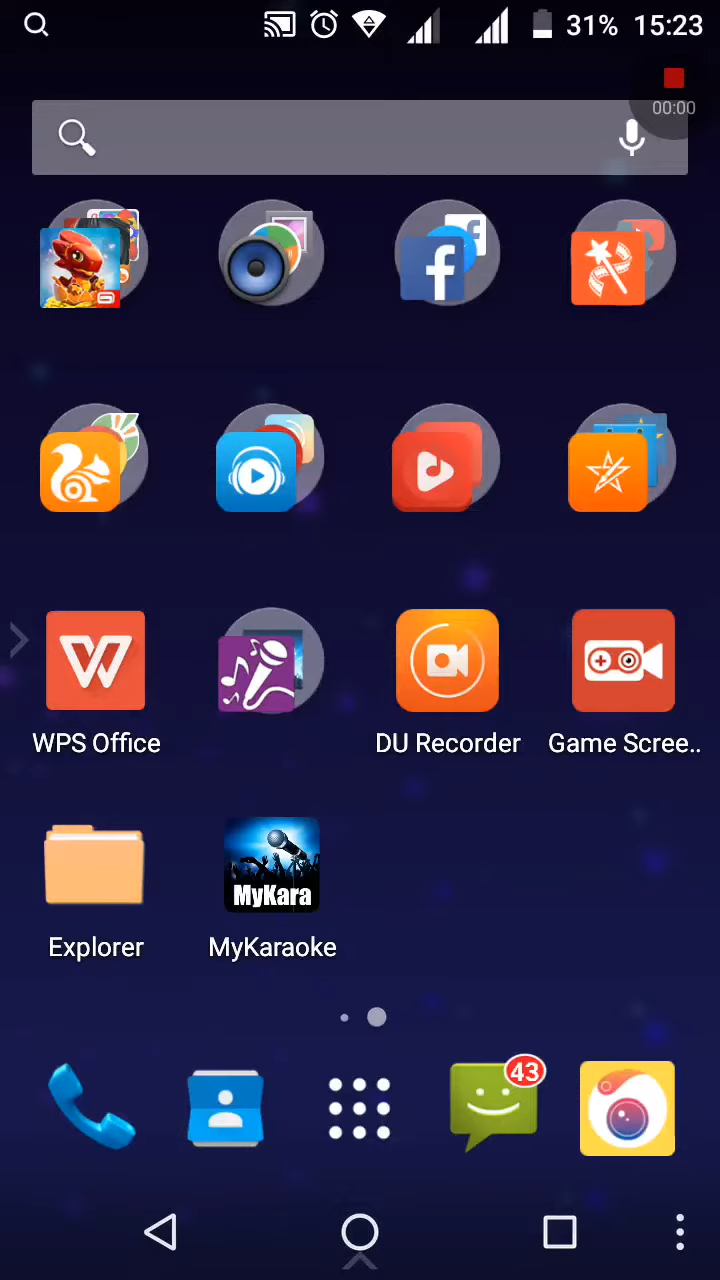 31% 15:23
00:00
WPS Office
DU Recorder
Game Scree..
MyKara
Explorer
MyKaraoke
43